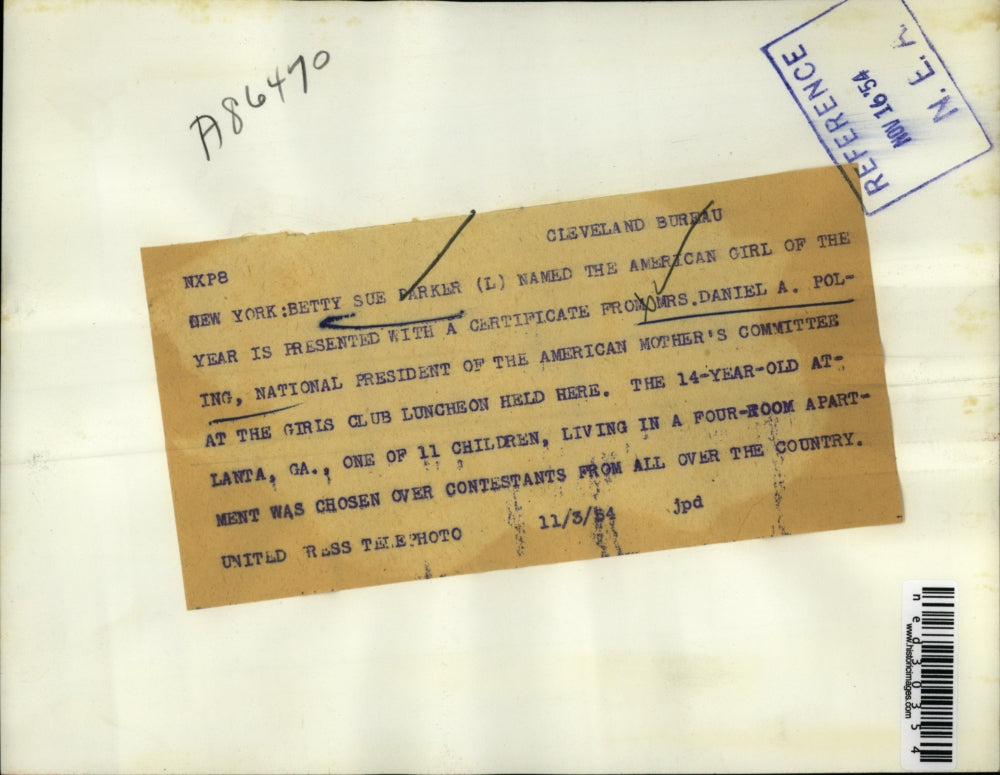 A86470
REFERENCE
NOV 16 '54
N. E. A.
CLEVELAND BUREAU
NXP8
NEW YORK:BETTY SUE PARKER (L) NAMED THE AMERICAN GIRL OF THE
YEAR IS PRESENTED WITH A CERTIFICATE FROM MRS.DANIEL A. POL-
ING, NATIONAL PRESIDENT OF THE AMERICAN MOTHER'S COMMITTEE
AT THE GIRLS CLUB LUNCHEON HELD HERE. THE 14-YEAR-OLD AT-
LANTA, GA., ONE OF 11 CHILDREN, LIVING IN A FOUR-ROOM APART-
MENT WAS CHOSEN OVER CONTESTANTS FROM ALL OVER THE COUNTRY.
UNITED PRESS TELEPHOTO 11/3/54 jpd
ned30354
www.historicimages.com